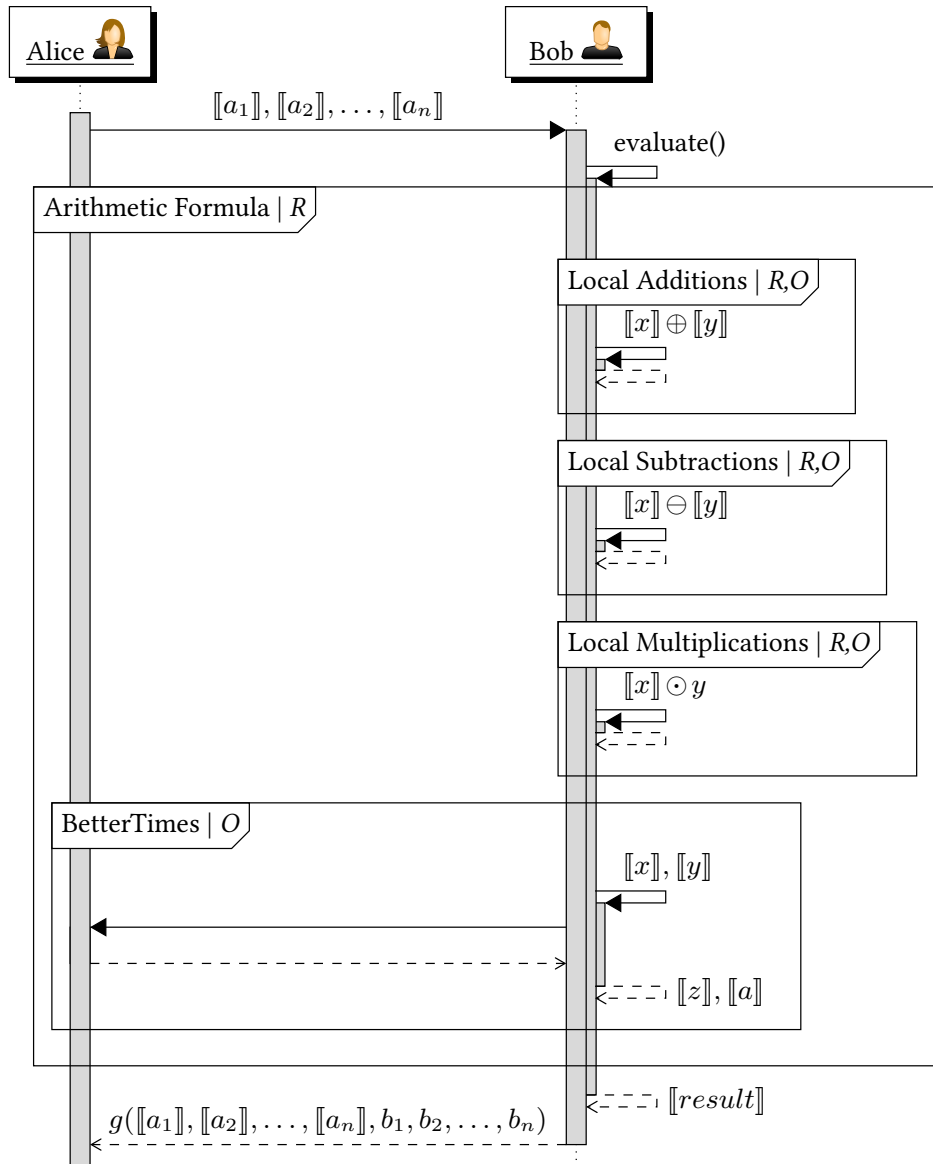 Alice
Bob
⟦a₁⟧, ⟦a₂⟧, . . . , ⟦aₙ⟧
evaluate()
Arithmetic Formula | R
Local Additions | R,O
⟦x⟧ ⊕ ⟦y⟧
Local Subtractions | R,O
⟦x⟧ ⊖ ⟦y⟧
Local Multiplications | R,O
⟦x⟧ ⊙ y
BetterTimes | O
⟦x⟧, ⟦y⟧
⟦z⟧, ⟦a⟧
⟦result⟧
g(⟦a₁⟧, ⟦a₂⟧, . . . , ⟦aₙ⟧, b₁, b₂, . . . , bₙ)